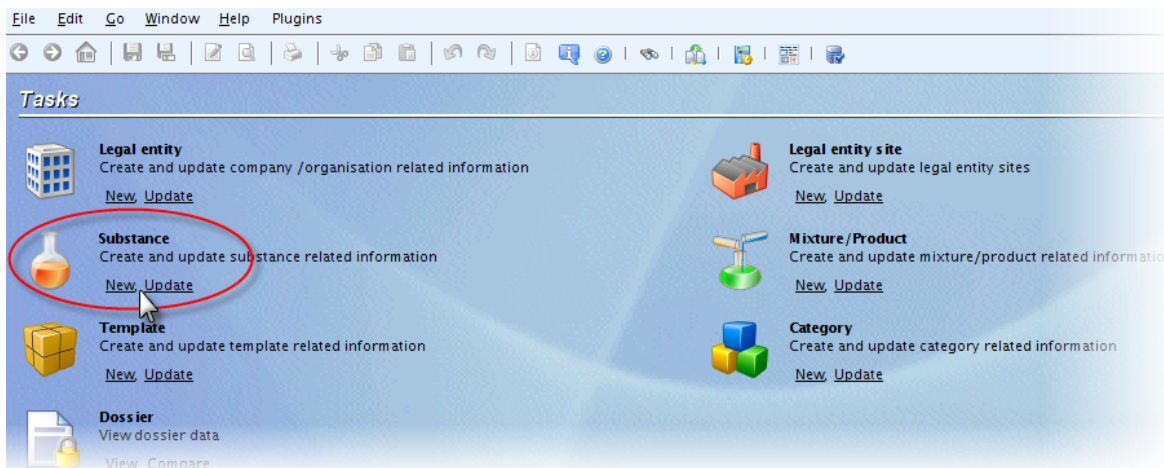 File Edit Go Window Help Plugins
Tasks
Legal entity
Create and update company /organisation related information
New, Update
Legal entity site
Create and update legal entity sites
New, Update
Substance
Create and update substance related information
New, Update
Mixture/Product
Create and update mixture/product related informatio
New, Update
Template
Create and update template related information
New, Update
Category
Create and update category related information
New, Update
Dossier
View dossier data
View, Compare